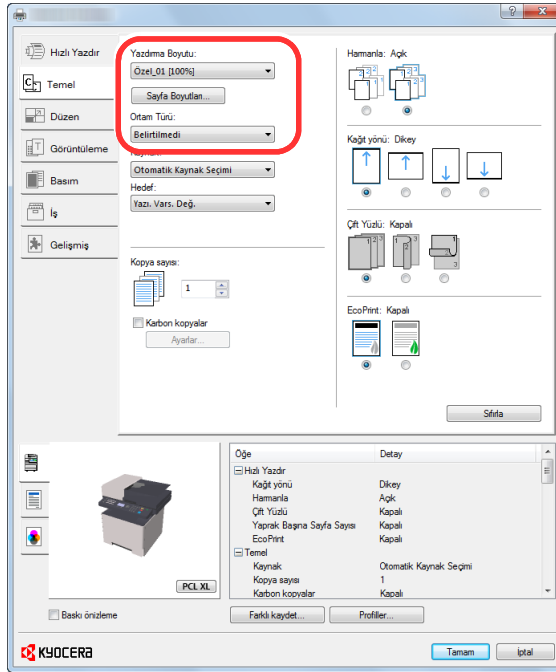 Hızlı Yazdır
Temel
Düzen
Görüntüleme
Basım
İş
Gelişmiş
Yazdırma Boyutu:
Özel_01 [100%]
Sayfa Boyutları...
Ortam Türü:
Belirtilmedi
Otomatik Kaynak Seçimi
Hedef:
Yazı. Vars. Değ.
Kopya sayısı:
1
Karbon kopyalar
Ayarlar...
Harmanla: Açık
Kağıt yönü: Dikey
Çift Yüzlü: Kapalı
EcoPrint: Kapalı
Sıfırla
Öğe Detay
Hızlı Yazdır
Kağıt yönü Dikey
Harmanla Açık
Çift Yüzlü Kapalı
Yaprak Başına Sayfa Sayısı Kapalı
EcoPrint Kapalı
Temel
Kaynak Otomatik Kaynak Seçimi
Kopya sayısı 1
Karbon kopyalar Kapalı
PCL XL
Baskı önizleme
Farklı kaydet...
Profiller...
KYOCERA
Tamam
İptal